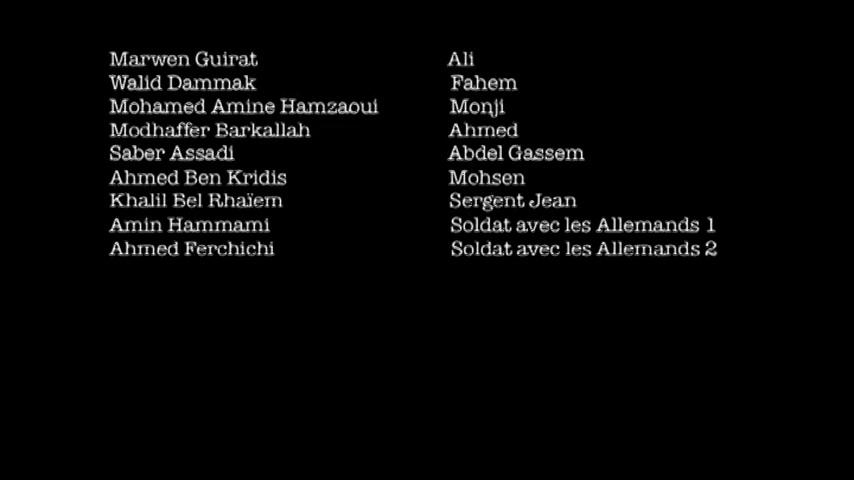 Marwen Guirat Ali
Walid Dammak Fahem
Mohamed Amine Hamzaoui Monji
Modhaffer Barkallah Ahmed
Saber Assadi Abdel Gassem
Ahmed Ben Kridis Mohsen
Khalil Bel Rhaïem Sergent Jean
Amin Hammami Soldat avec les Allemands 1
Ahmed Ferchichi Soldat avec les Allemands 2